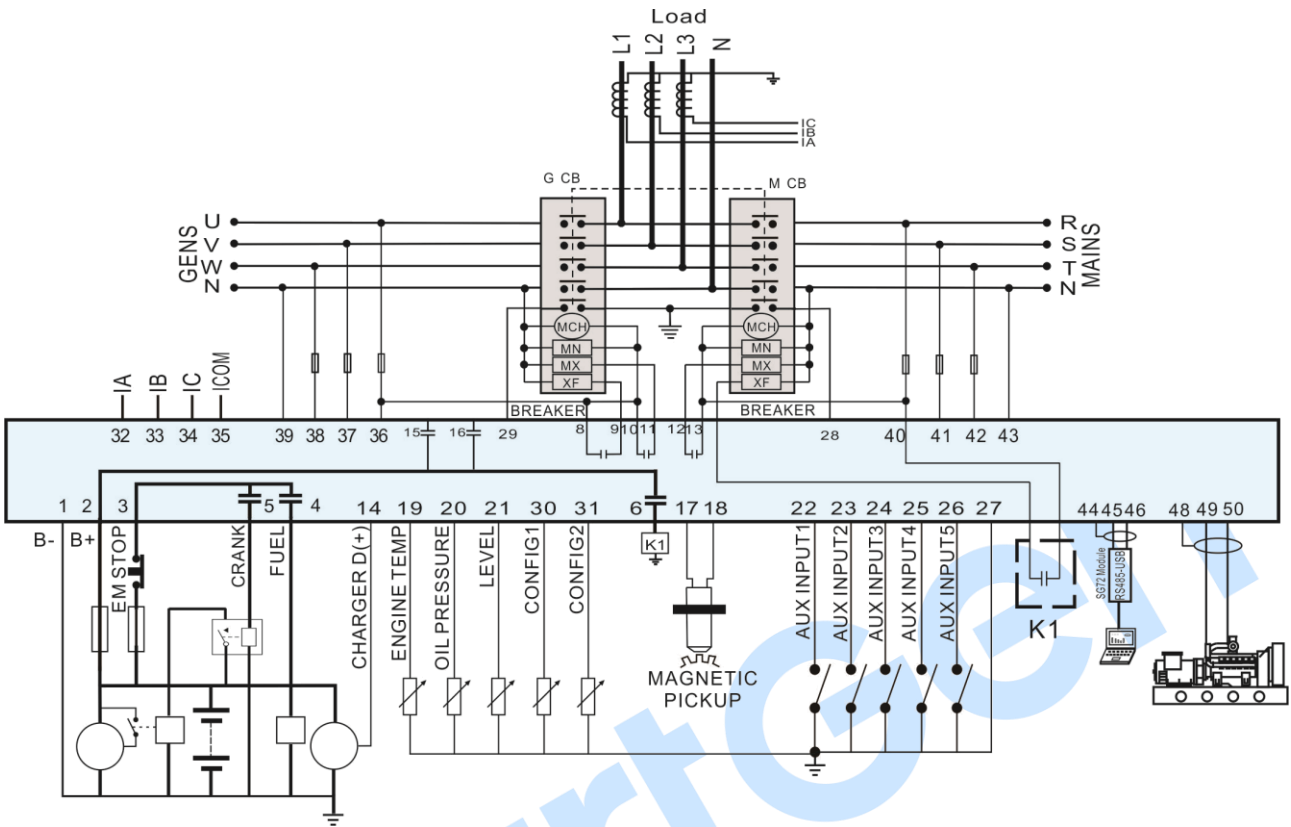 Load
L1 L2 L3 N
IC
IB
IA
G CB M CB
GENS
U
V
W
N
R
S
T
N
MAINS
MCH
MN
MX
XF
MCH
MN
MX
XF
BREAKER BREAKER
IA IB IC ICOM
32 33 34 35 39 38 37 36 15 16 29 8 9 10 11 12 13 28 40 41 42 43
1 2 3 5 4 14 19 20 21 30 31 6 17 18 22 23 24 25 26 27 44 45 46 48 49 50
B- B+
EM STOP
CRANK
FUEL
CHARGER D(+)
ENGINE TEMP
OIL PRESSURE
LEVEL
CONFIG1
CONFIG2
K1
MAGNETIC
PICKUP
AUX INPUT1
AUX INPUT2
AUX INPUT3
AUX INPUT4
AUX INPUT5
K1
SG72 Module
RS485-USB